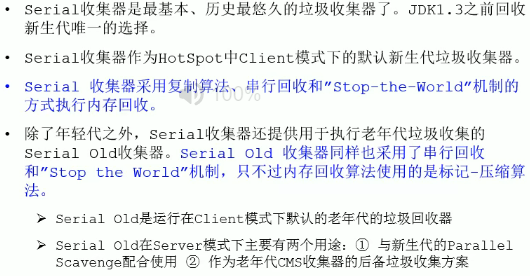 • Serial收集器是最基本、历史最悠久的垃圾收集器了。JDK1.3之前回收
新生代唯一的选择。
• Serial收集器作为HotSpot中Client模式下的默认新生代垃圾收集器。
• Serial 收集器采用复制算法、串行回收和"Stop-the-World"机制的
方式执行内存回收。
100%
• 除了年轻代之外，Serial收集器还提供用于执行老年代垃圾收集的
Serial Old收集器。Serial Old 收集器同样也采用了串行回收
和"Stop the World"机制，只不过内存回收算法使用的是标记-压缩算
法。
➢ Serial Old是运行在Client模式下默认的老年代的垃圾回收器
➢ Serial Old在Server模式下主要有两个用途：① 与新生代的Parallel
Scavenge配合使用 ② 作为老年代CMS收集器的后备垃圾收集方案